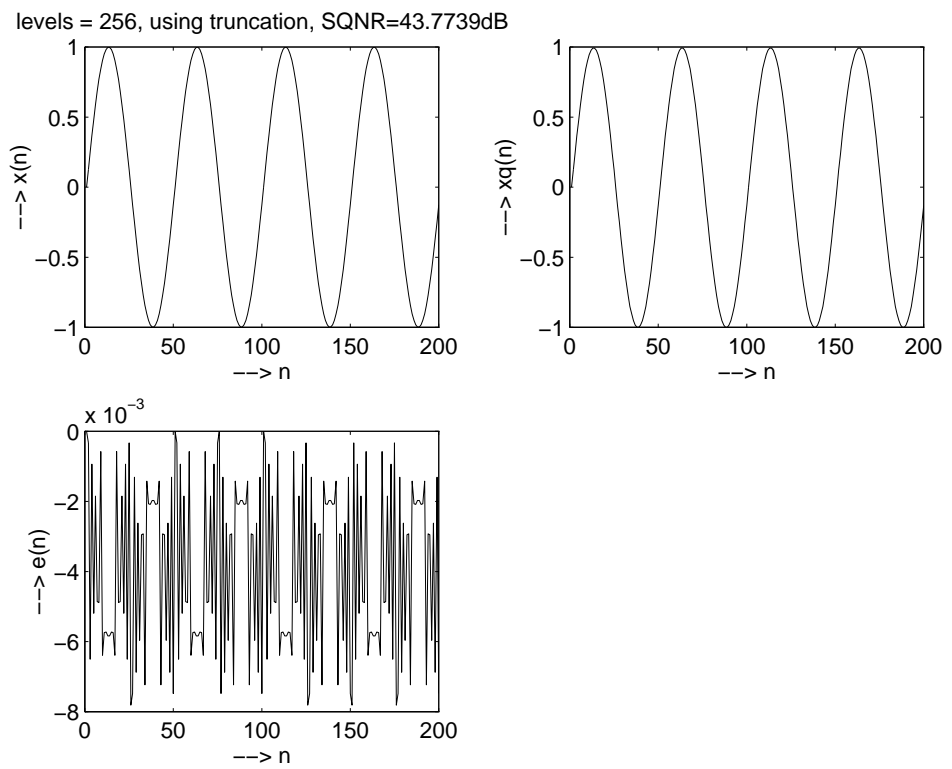 levels = 256, using truncation, SQNR=43.7739dB
1
0.5
0
−0.5
−1
−−> x(n)
0 50 100 150 200
−−> n
1
0.5
0
−0.5
−1
−−> xq(n)
0 50 100 150 200
−−> n
x 10−3
0
−2
−4
−6
−8
−−> e(n)
0 50 100 150 200
−−> n